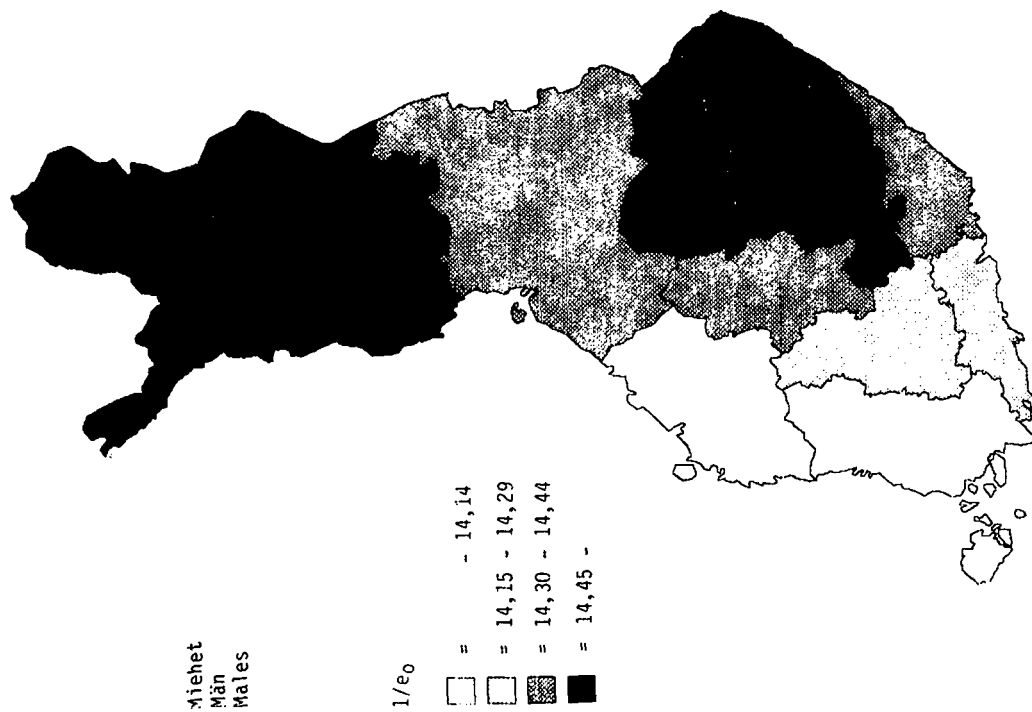 Miehet
Män
Males
1/e0
= - 14,14
= 14,15 - 14,29
= 14,30 - 14,44
= 14,45 -